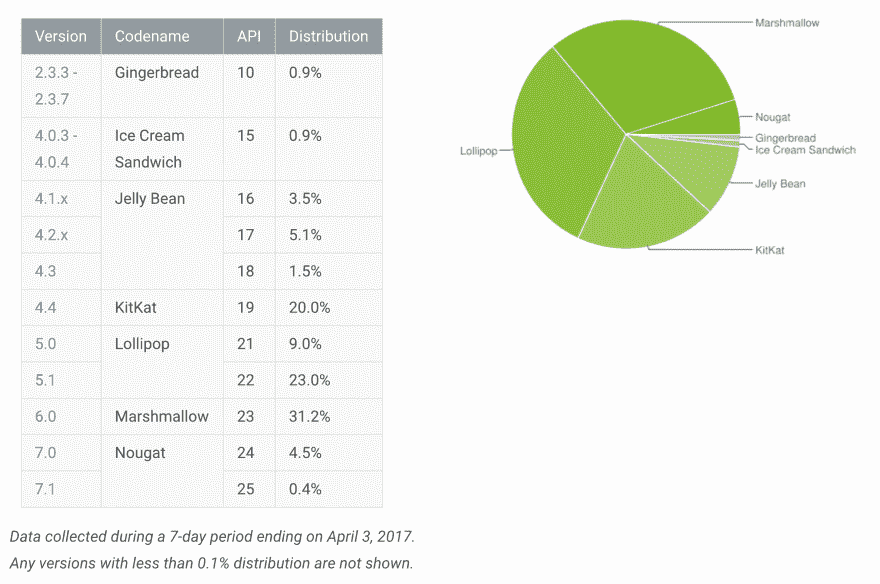 Version Codename API Distribution
2.3.3 - Gingerbread 10 0.9%
2.3.7
4.0.3 - Ice Cream 15 0.9%
4.0.4 Sandwich
4.1.x Jelly Bean 16 3.5%
4.2.x 17 5.1%
4.3 18 1.5%
4.4 KitKat 19 20.0%
5.0 Lollipop 21 9.0%
5.1 22 23.0%
6.0 Marshmallow 23 31.2%
7.0 Nougat 24 4.5%
7.1 25 0.4%
Marshmallow
Nougat
Gingerbread
Ice Cream Sandwich
Lollipop
Jelly Bean
KitKat
Data collected during a 7-day period ending on April 3, 2017.
Any versions with less than 0.1% distribution are not shown.